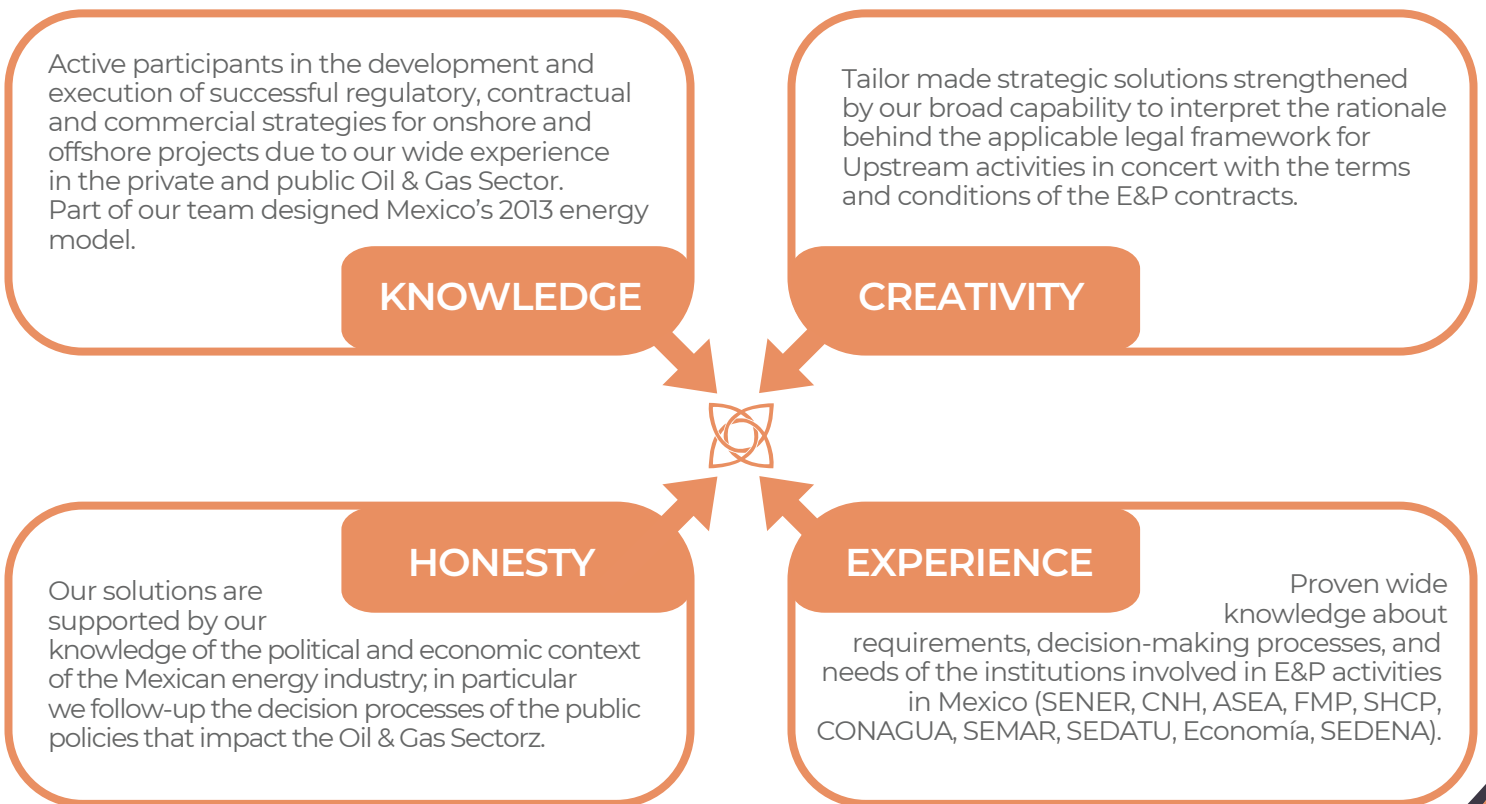 Active participants in the development and
execution of successful regulatory, contractual
and commercial strategies for onshore and
offshore projects due to our wide experience
in the private and public Oil & Gas Sector.
Part of our team designed Mexico's 2013 energy
model.
KNOWLEDGE
Tailor made strategic solutions strengthened
by our broad capability to interpret the rationale
behind the applicable legal framework for
Upstream activities in concert with the terms
and conditions of the E&P contracts.
CREATIVITY
HONESTY
Our solutions are
supported by our
knowledge of the political and economic context
of the Mexican energy industry; in particular
we follow-up the decision processes of the public
policies that impact the Oil & Gas Sectorz.
EXPERIENCE
Proven wide
knowledge about
requirements, decision-making processes, and
needs of the institutions involved in E&P activities
in Mexico (SENER, CNH, ASEA, FMP, SHCP,
CONAGUA, SEMAR, SEDATU, Economía, SEDENA).